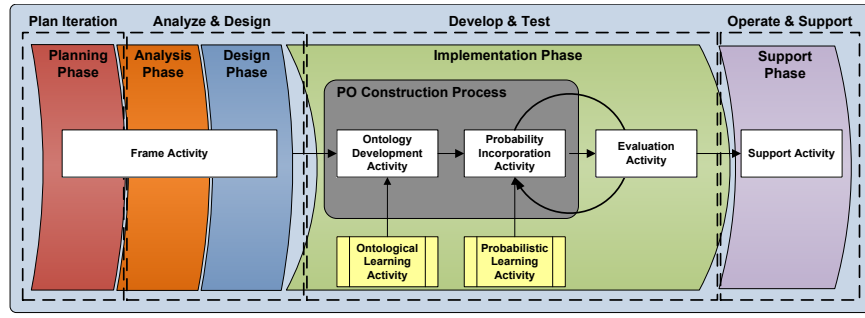 Plan Iteration
Analyze & Design
Develop & Test
Operate & Support
Planning
Phase
Analysis
Phase
Design
Phase
Implementation Phase
Support
Phase
PO Construction Process
Frame Activity
Ontology
Development
Activity
Probability
Incorporation
Activity
Evaluation
Activity
Support Activity
Ontological
Learning
Activity
Probabilistic
Learning
Activity